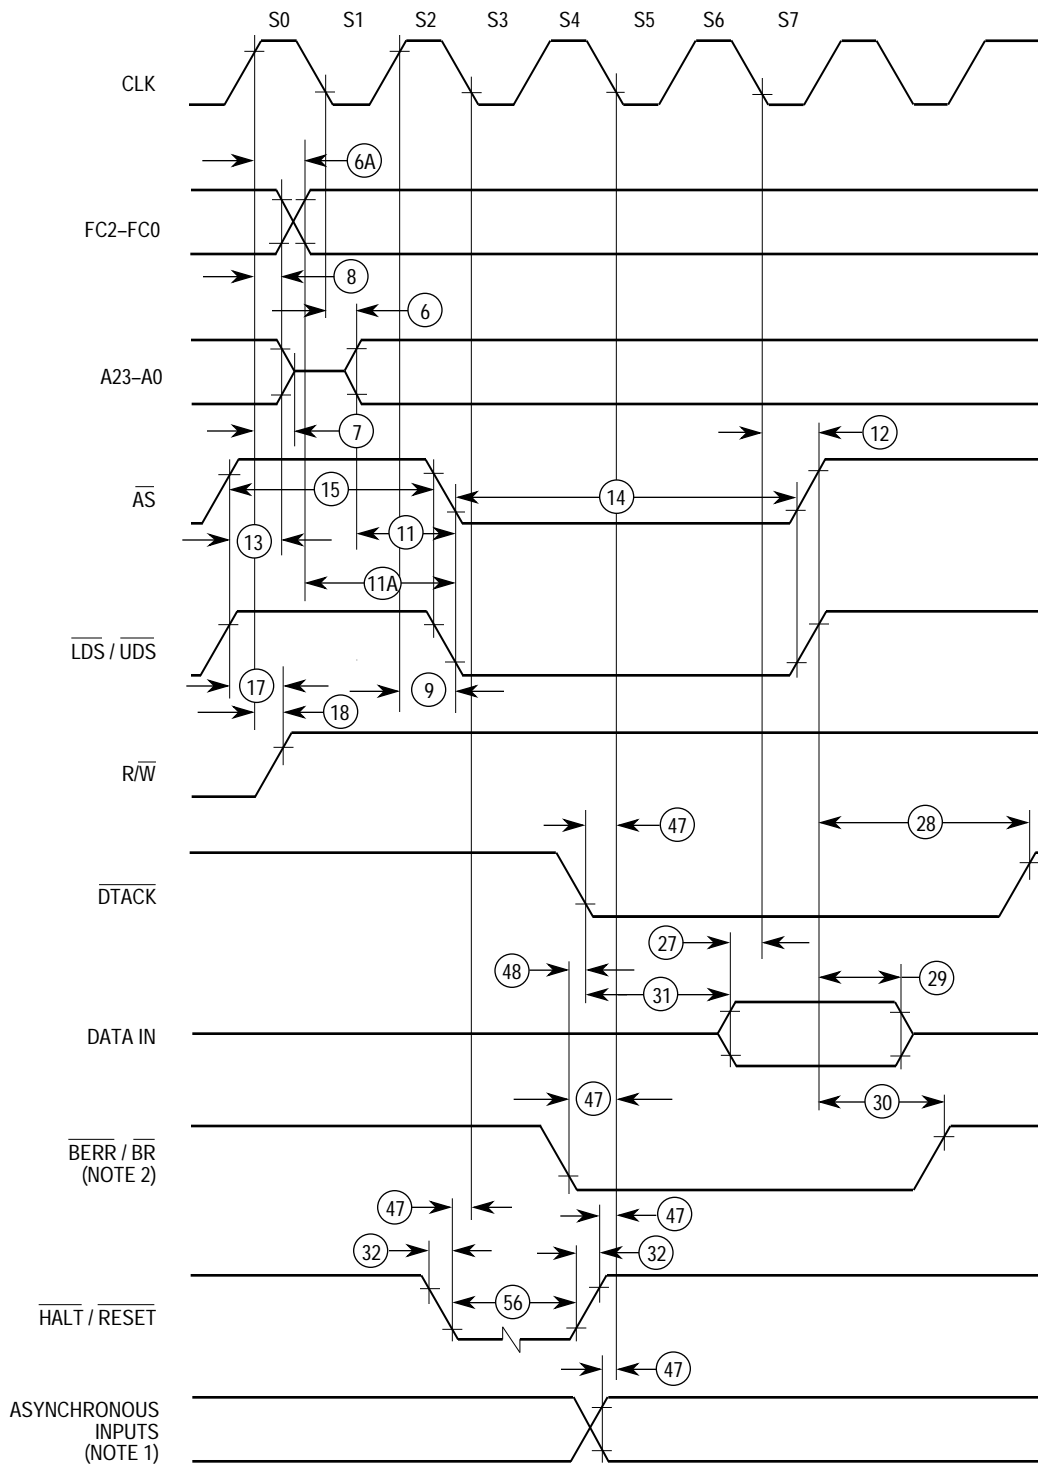 S0 S1 S2 S3 S4 S5 S6 S7
CLK
6A
FC2–FC0
8
6
A23–A0
7
12
AS
15
14
13
11
11A
LDS / UDS
17
9
18
R/W
47
28
DTACK
27
48
31
29
DATA IN
47
30
BERR / BR
(NOTE 2)
47
47
32
32
HALT / RESET
56
47
ASYNCHRONOUS
INPUTS
(NOTE 1)